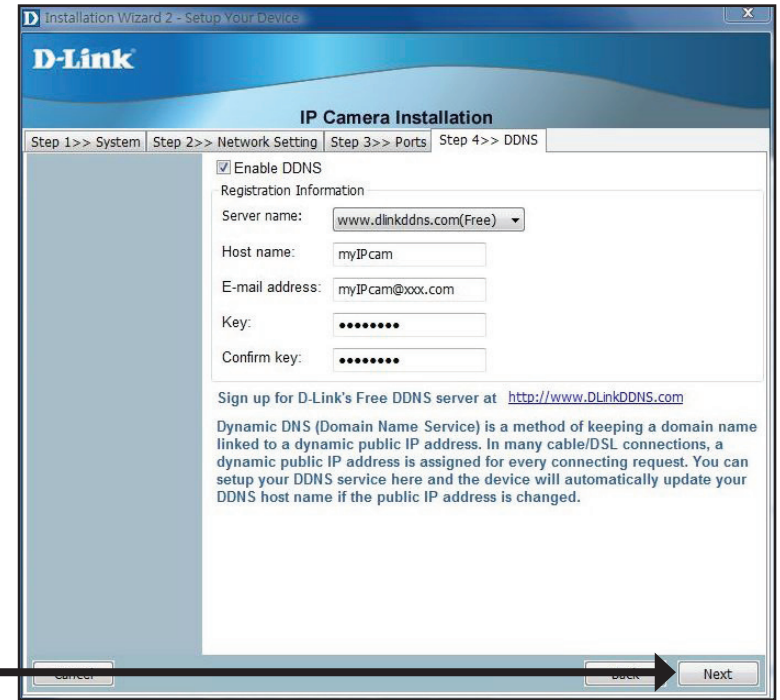 D Installation Wizard 2 - Setup Your Device
X
D-Link
IP Camera Installation
Step 1>> System Step 2>> Network Setting Step 3>> Ports Step 4>> DDNS
Enable DDNS
Registration Information
Server name: www.dlinkddns.com(Free)
Host name: myIPcam
E-mail address: myIPcam@xxx.com
Key: ••••••••
Confirm key: ••••••••
Sign up for D-Link's Free DDNS server at http://www.DLinkDDNS.com
Dynamic DNS (Domain Name Service) is a method of keeping a domain name
linked to a dynamic public IP address. In many cable/DSL connections, a
dynamic public IP address is assigned for every connecting request. You can
setup your DDNS service here and the device will automatically update your
DDNS host name if the public IP address is changed.
Cancel Back Next